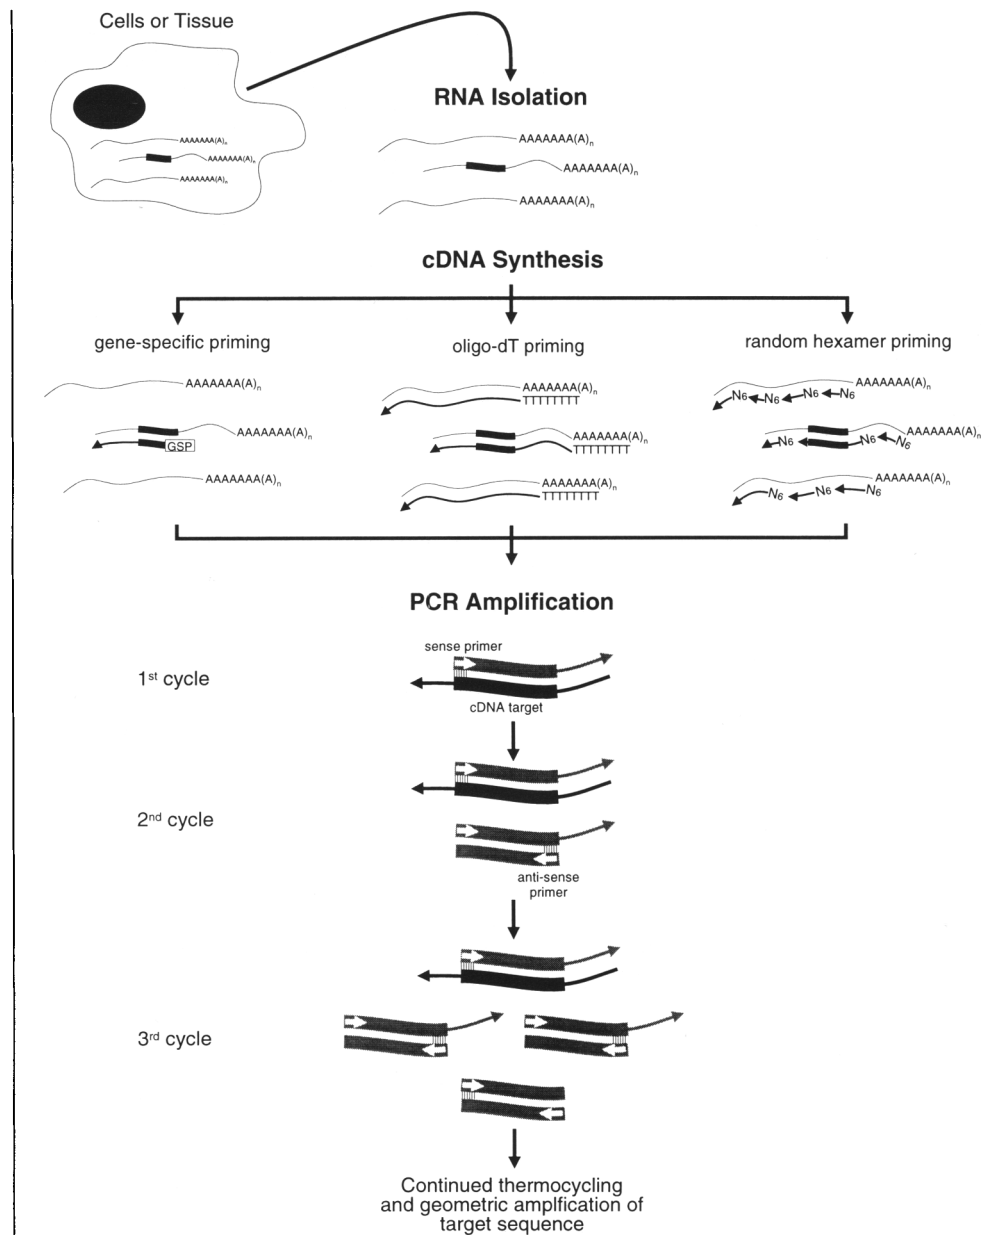 Cells or Tissue
RNA Isolation
AAAAAAA(A)n
AAAAAAA(A)n
AAAAAAA(A)n
AAAAAAA(A)n
AAAAAAA(A)n
AAAAAAA(A)n
cDNA Synthesis
gene-specific priming
oligo-dT priming
random hexamer priming
AAAAAAA(A)n
AAAAAAA(A)n
GSP
AAAAAAA(A)n
AAAAAAA(A)n
TTTTTTT
AAAAAAA(A)n
TTTTTTTT
AAAAAAA(A)n
TTTTTTT
AAAAAAA(A)n
N6 N6 N6 N6
AAAAAAA(A)n
N6 N6 N6
AAAAAAA(A)n
N6 N6 N6
PCR Amplification
sense primer
1st cycle
cDNA target
2nd cycle
anti-sense
primer
3rd cycle
Continued thermocycling
and geometric amplfication of
target sequence